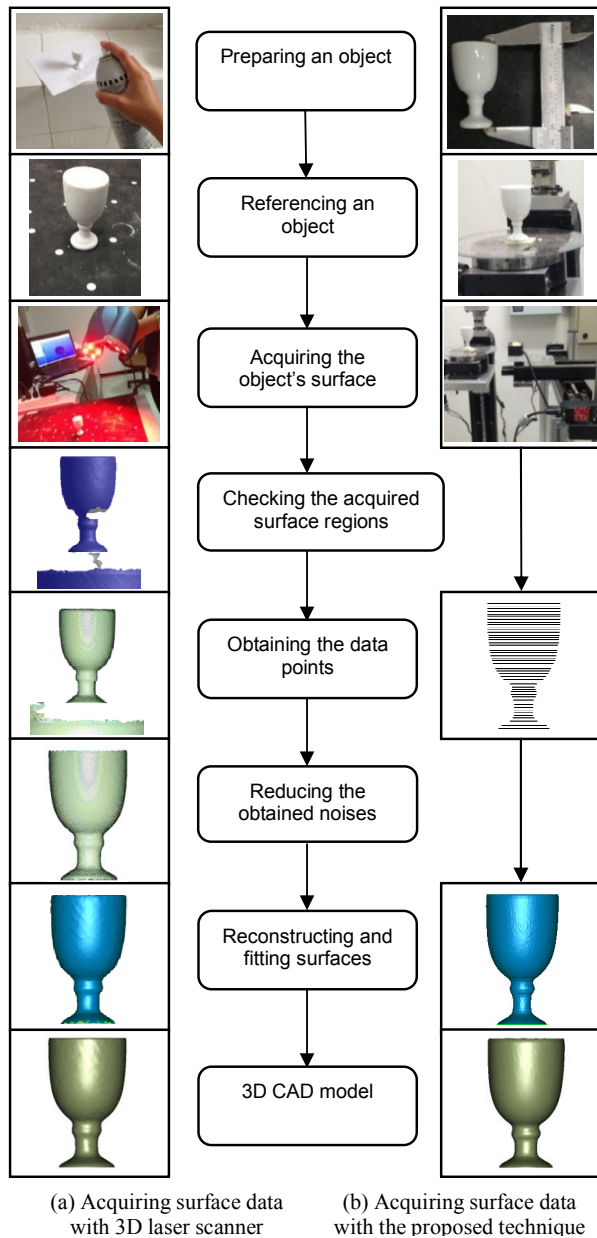 Preparing an object
Referencing an
object
Acquiring the
object's surface
Checking the acquired
surface regions
Obtaining the data
points
Reducing the
obtained noises
Reconstructing and
fitting surfaces
3D CAD model
(a) Acquiring surface data
with 3D laser scanner
(b) Acquiring surface data
with the proposed technique